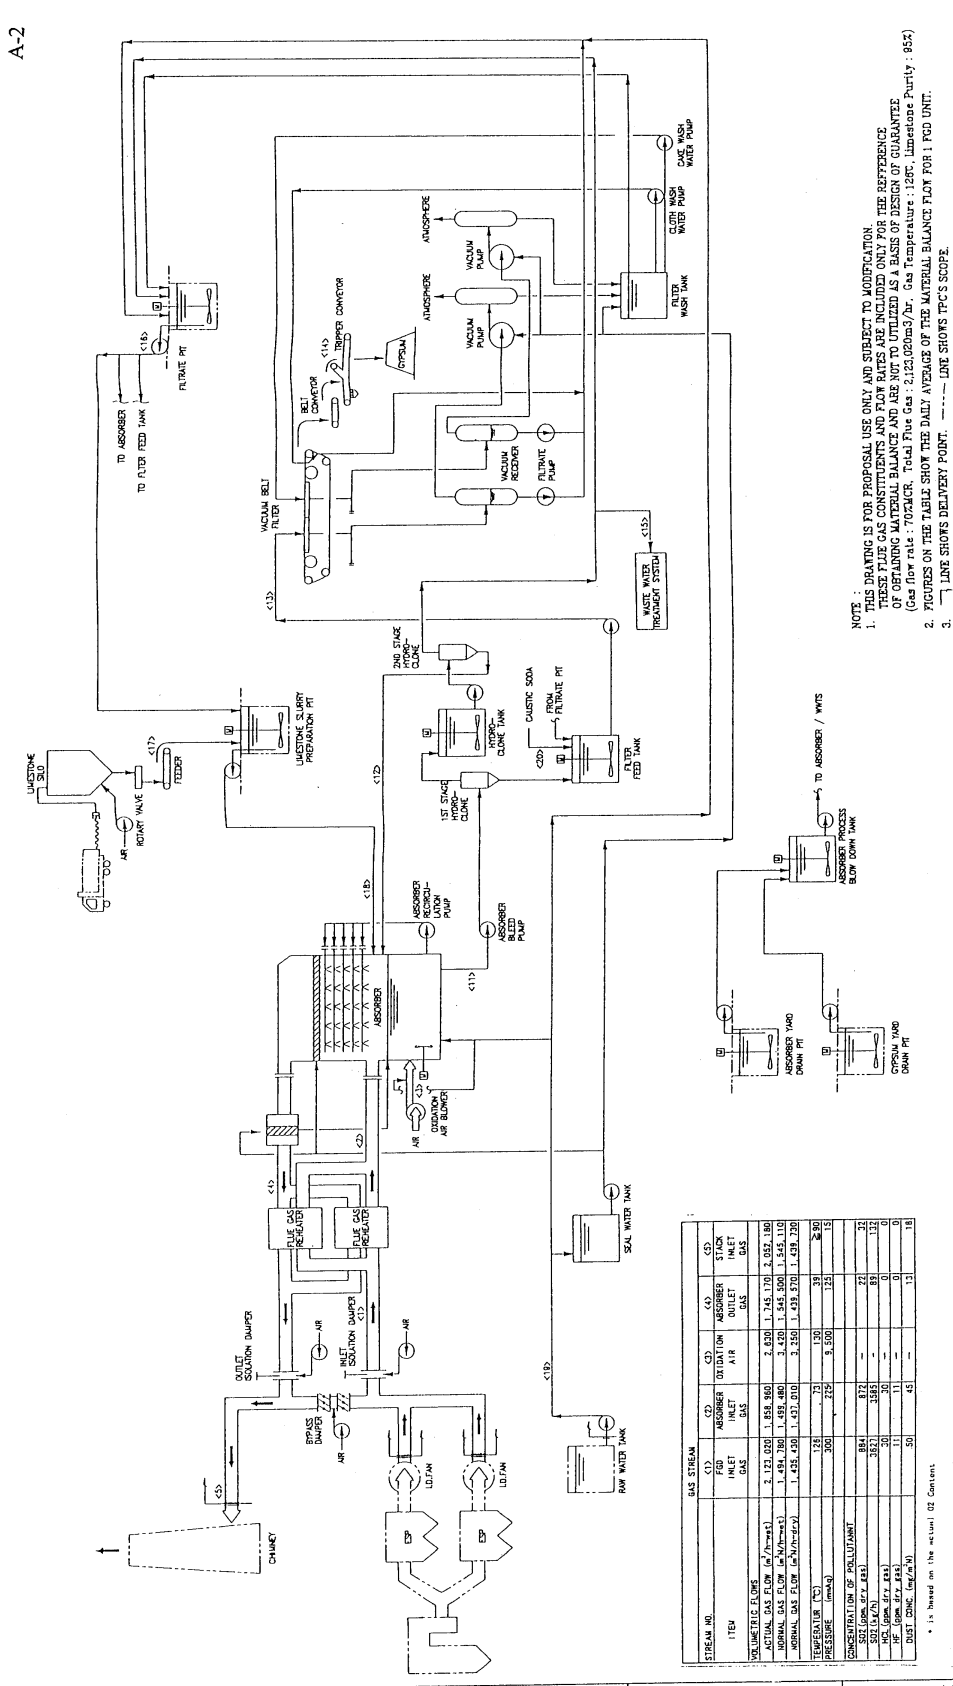 A-2
TO ABSORBER
TO FILTER FEED TANK
<16>
FILTRATE PIT
LIMESTONE
SILO
AIR
ROTARY VALVE
<17>
FEEDER
LIMESTONE SLURRY
PREPARATION PIT
<18>
<12>
<13>
VACUUM BELT
FILTER
BELT
CONVEYOR
<14>
TRIPPER CONVEYOR
GYPSUM
VACUUM
RECEIVER
FILTRATE
PUMP
VACUUM
PUMP
ATMOSPHERE
VACUUM
PUMP
ATMOSPHERE
FILTER
WASH TANK
CLOTH WASH
WATER PUMP
CAKE WASH
WATER PUMP
<15>
WASTE WATER
TREATMENT SYSTEM
2ND STAGE
HYDRO-
CLONE
HYDRO-
CLONE TANK
1ST STAGE
HYDRO-
CLONE
CAUSTIC SODA
<20>
FROM
FILTRATE PIT
FILTER
FEED TANK
ABSORBER
RECIRCU-
LATION
PUMP
ABSORBER
BLEED
PUMP
<11>
ABSORBER
<3>
AIR
OXIDATION
AIR BLOWER
<2>
<4>
FLUE GAS
REHEATER
FLUE GAS
REHEATER
<1>
OUTLET
ISOLATION DAMPER
AIR
INLET
ISOLATION DAMPER
AIR
BYPASS
DAMPER
AIR
<5>
CHIMNEY
ESP
I.D.FAN
ESP
I.D.FAN
<19>
RAW WATER TANK
SEAL WATER TANK
ABSORBER YARD
DRAIN PIT
GYPSUM YARD
DRAIN PIT
ABSORBER PROCESS
BLOW DOWN TANK
TO ABSORBER / WWTS
GAS STREAM
STREAM NO. <1> <2> <3> <4> <5>
ITEM FGD INLET GAS ABSORBER INLET GAS OXIDATION AIR ABSORBER OUTLET GAS STACK INLET GAS
VOLUMETRIC FLOWS
ACTUAL GAS FLOW (m³/h-wet) 2,123,020 1,858,960 2,630 1,745,170 2,052,180
NORMAL GAS FLOW (m³N/h-wet) 1,494,780 1,499,480 3,420 1,545,500 1,545,110
NORMAL GAS FLOW (m³N/h-dry) 1,435,430 1,437,010 3,250 1,439,570 1,439,730
TEMPERATUR (℃) 126 73 130 39 ≧90
PRESSURE (mmAq) 300 225 9,500 125 15
CONCENTRATION OF POLLUTANNT
SO2(ppm dry gas) 884 872 - 22 32
SO2(kg/h) 3627 3585 - 89 132
HCL(ppm dry gas) 30 30 - 0 0
HF (ppm dry gas) 11 11 - 0 0
DUST CONC.(mg/m³N) 50 45 - 13 18
* is based on the actual O2 Content
NOTE :
1. THIS DRAWING IS FOR PROPOSAL USE ONLY AND SUBJECT TO MODIFICATION.
THESE FLUE GAS CONSTITUENTS AND FLOW RATES ARE INCLUDED ONLY FOR THE REFFERENCE
OF OBTAINING MATERIAL BALANCE AND ARE NOT TO UTILIZED AS A BASIS OF DESIGN OF GUARANTEE
(Gas flow rate : 70%MCR, Total Flue Gas : 2,123,020m3/hr, Gas Temperature : 126℃, Limestone Purity : 95%)
2. FIGURES ON THE TABLE SHOW THE DAILY AVERAGE OF THE MATERIAL BALANCE FLOW FOR 1 FGD UNIT.
3. LINE SHOWS DELIVERY POINT. ----- LINE SHOWS TPC'S SCOPE.